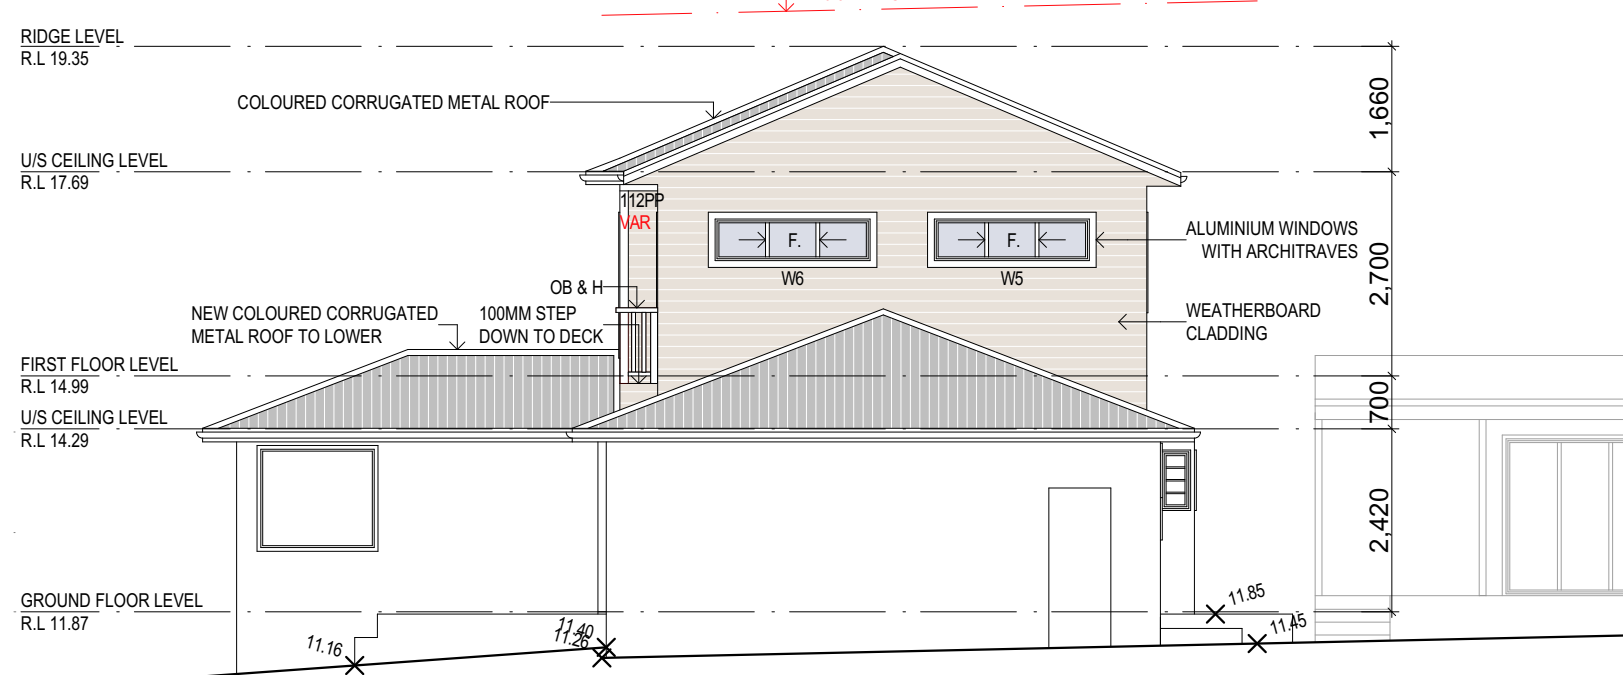 RIDGE LEVEL
R.L 19.35
COLOURED CORRUGATED METAL ROOF
1,660
U/S CEILING LEVEL
R.L 17.69
112PP
VAR
F.
F.
W6
W5
ALUMINIUM WINDOWS
WITH ARCHITRAVES
2,700
OB & H
NEW COLOURED CORRUGATED
METAL ROOF TO LOWER
100MM STEP
DOWN TO DECK
WEATHERBOARD
CLADDING
FIRST FLOOR LEVEL
R.L 14.99
700
U/S CEILING LEVEL
R.L 14.29
2,420
GROUND FLOOR LEVEL
R.L 11.87
11.16
11.40
11.26
11.85
11.45